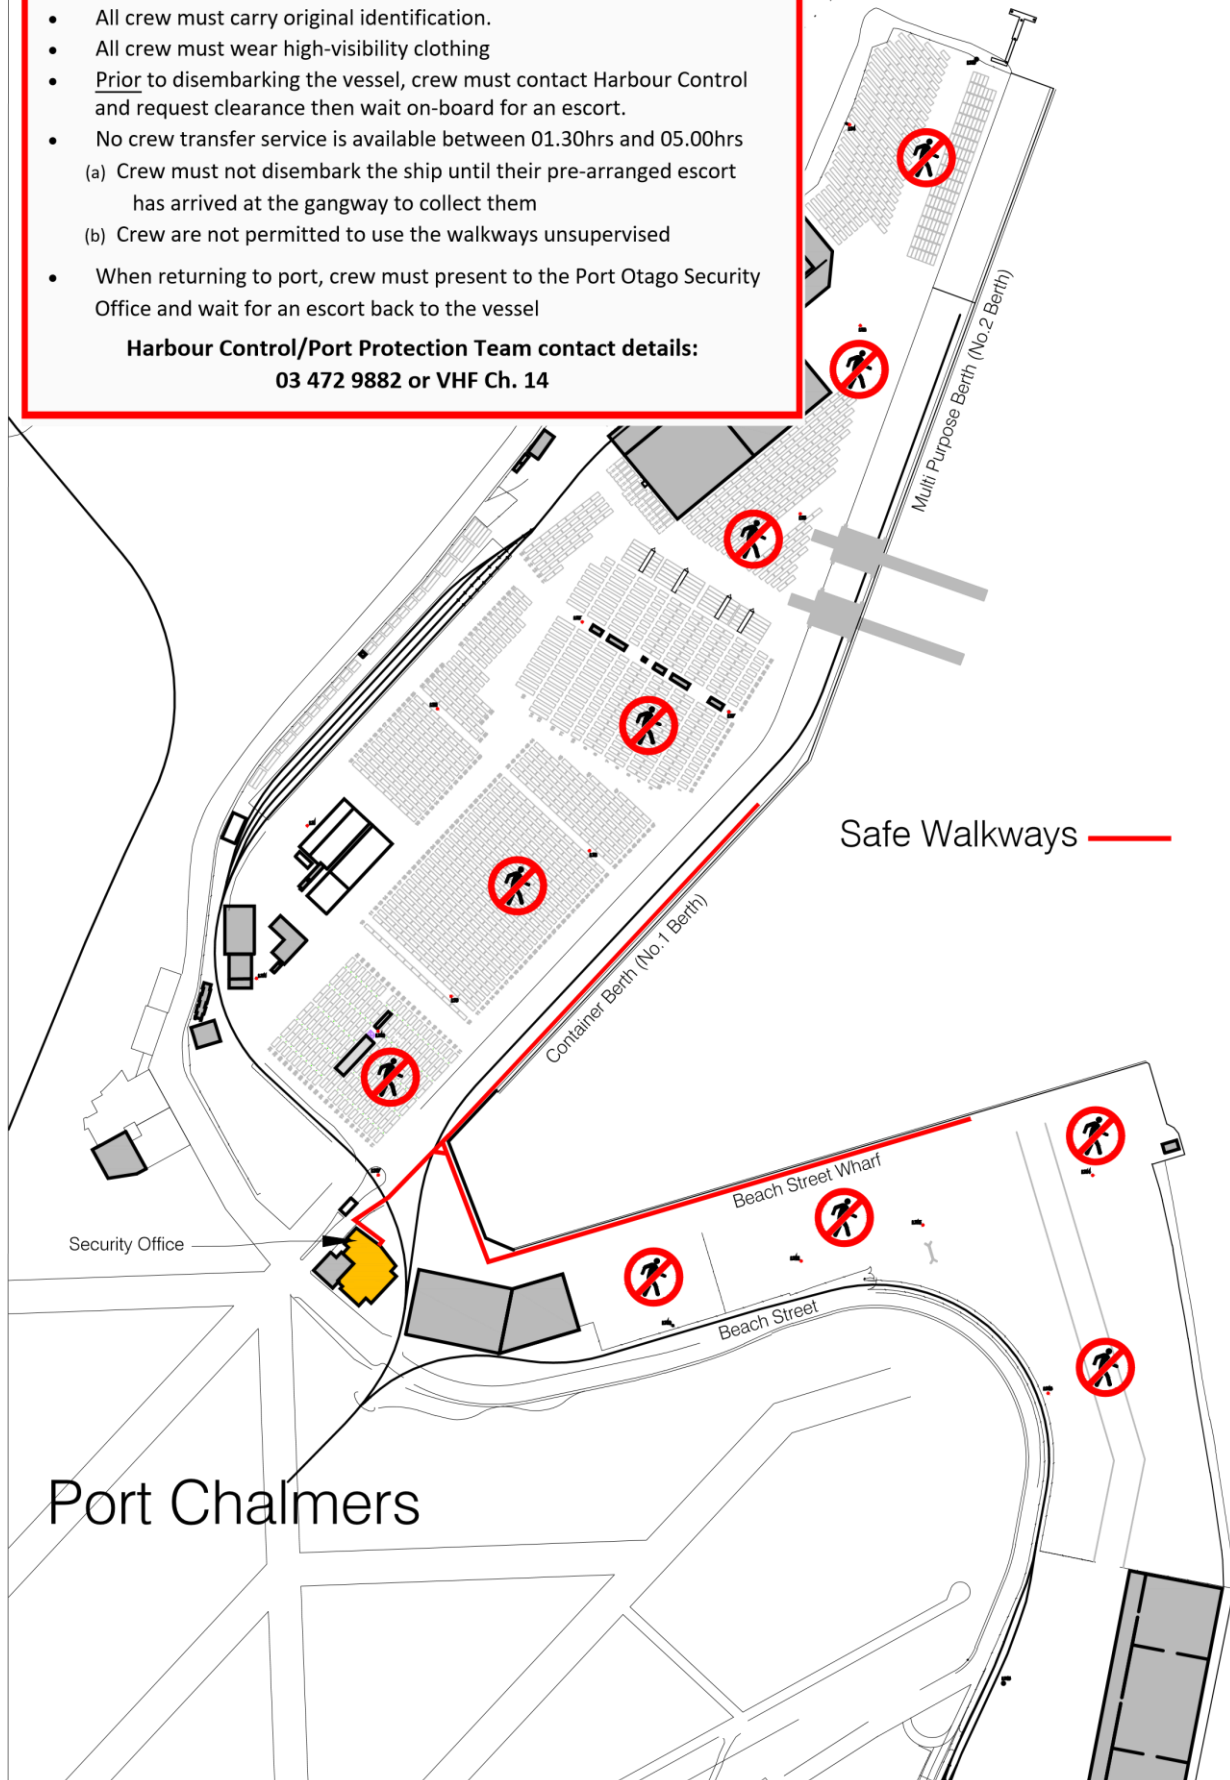 • All crew must carry original identification.
• All crew must wear high-visibility clothing
• Prior to disembarking the vessel, crew must contact Harbour Control
and request clearance then wait on-board for an escort.
• No crew transfer service is available between 01.30hrs and 05.00hrs
(a) Crew must not disembark the ship until their pre-arranged escort
has arrived at the gangway to collect them
(b) Crew are not permitted to use the walkways unsupervised
• When returning to port, crew must present to the Port Otago Security
Office and wait for an escort back to the vessel
Harbour Control/Port Protection Team contact details:
03 472 9882 or VHF Ch. 14
Multi Purpose Berth (No.2 Berth)
Safe Walkways
Container Berth (No.1 Berth)
Beach Street Wharf
Security Office
Beach Street
Port Chalmers